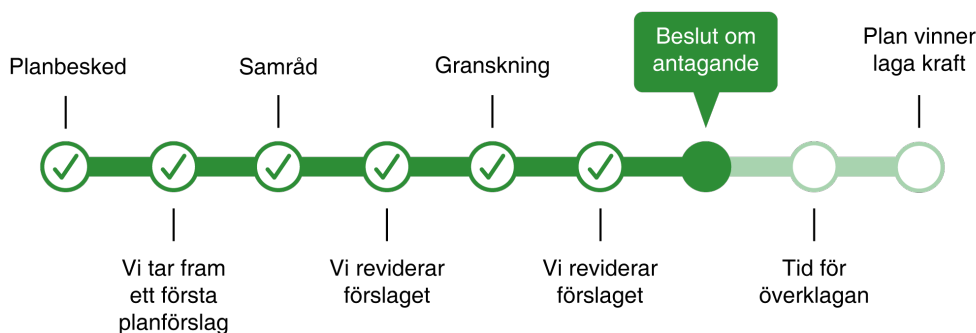 Planbesked
Samråd
Granskning
Beslut om
antagande
Plan vinner
laga kraft
Vi tar fram
ett första
planförslag
Vi reviderar
förslaget
Vi reviderar
förslaget
Tid för
överklagan